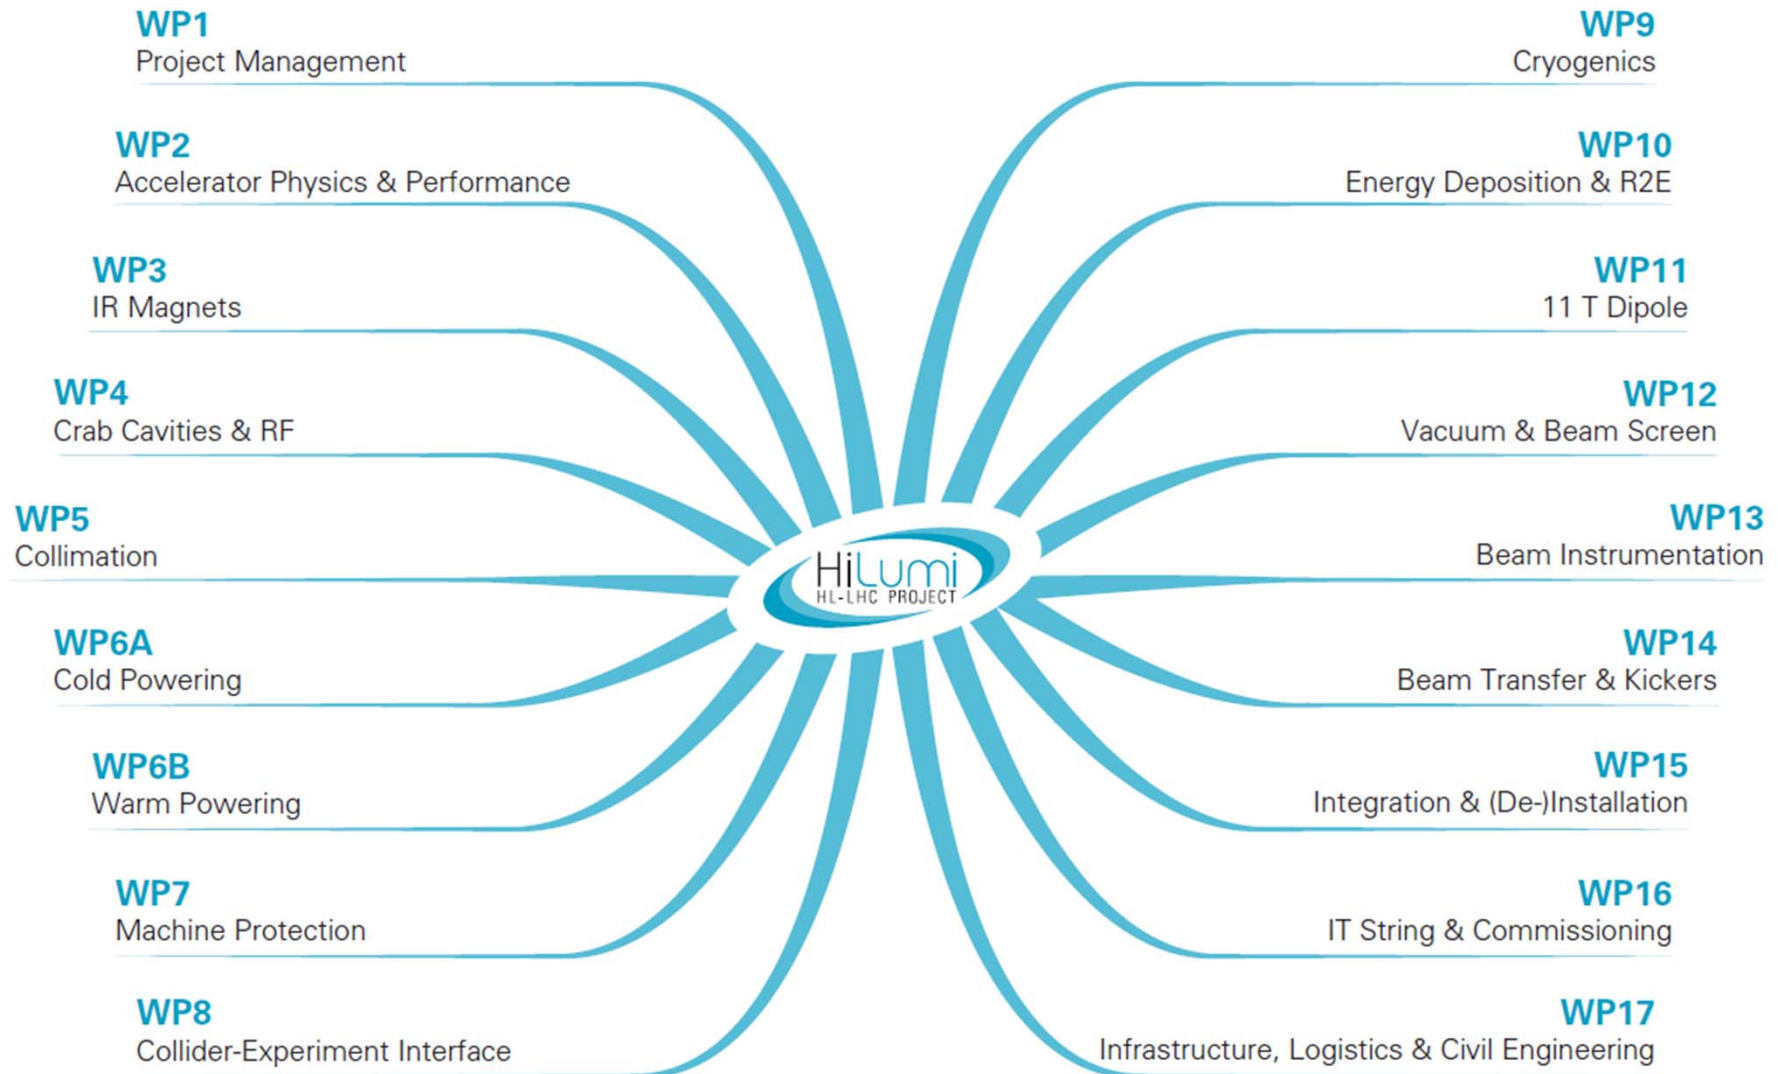 WP1
Project Management
WP2
Accelerator Physics & Performance
WP3
IR Magnets
WP4
Crab Cavities & RF
WP5
Collimation
WP6A
Cold Powering
WP6B
Warm Powering
WP7
Machine Protection
WP8
Collider-Experiment Interface
HiLumi
HL-LHC PROJECT
WP9
Cryogenics
WP10
Energy Deposition & R2E
WP11
11 T Dipole
WP12
Vacuum & Beam Screen
WP13
Beam Instrumentation
WP14
Beam Transfer & Kickers
WP15
Integration & (De-)Installation
WP16
IT String & Commissioning
WP17
Infrastructure, Logistics & Civil Engineering